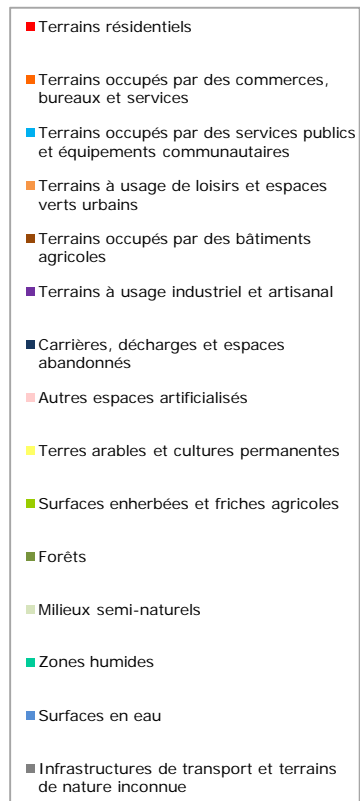 Terrains résidentiels
Terrains occupés par des commerces,
bureaux et services
Terrains occupés par des services publics
et équipements communautaires
Terrains à usage de loisirs et espaces
verts urbains
Terrains occupés par des bâtiments
agricoles
Terrains à usage industriel et artisanal
Carrières, décharges et espaces
abandonnés
Autres espaces artificialisés
Terres arables et cultures permanentes
Surfaces enherbées et friches agricoles
Forêts
Milieux semi-naturels
Zones humides
Surfaces en eau
Infrastructures de transport et terrains
de nature inconnue